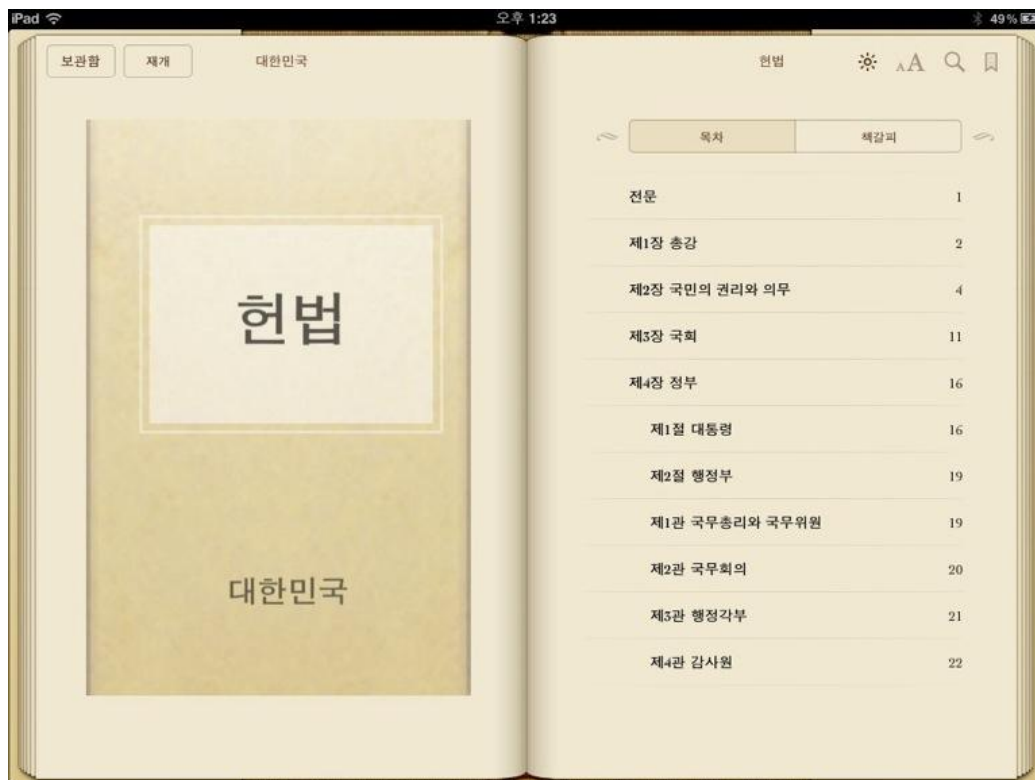 iPad 오후 1:23 49%
보관함 재개 대한민국
헌법 AA
헌법
대한민국
목차 책갈피
전문 1
제1장 총강 2
제2장 국민의 권리와 의무 4
제3장 국회 11
제4장 정부 16
제1절 대통령 16
제2절 행정부 19
제1관 국무총리와 국무위원 19
제2관 국무회의 20
제3관 행정각부 21
제4관 감사원 22